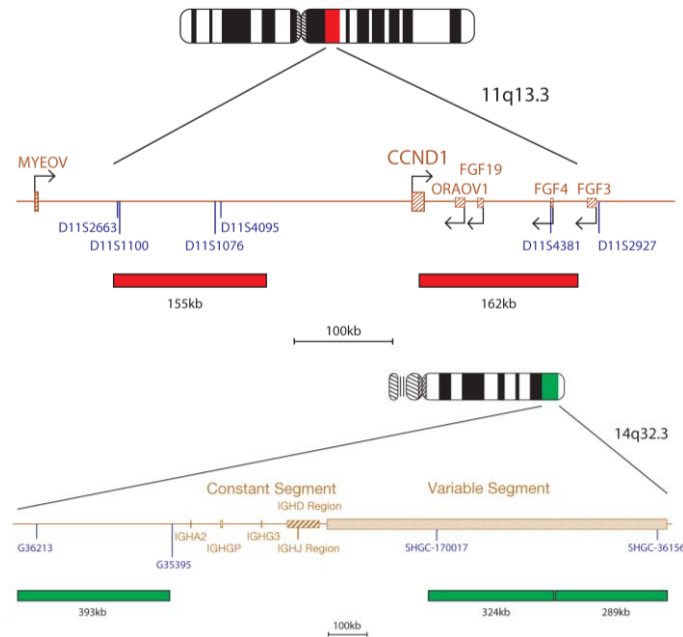 11q13.3
MYEOV
CCND1
FGF19
ORAOV1
FGF4
FGF3
D11S2663
D11S4095
D11S1100
D11S1076
D11S4381
D11S2927
155kb
162kb
100kb
14q32.3
Constant Segment
Variable Segment
IGHD Region
G36213
IGHA2
IGHG3
SHGC-170017
SHGC-36156
IGHGP
IGHJ Region
G35395
393kb
324kb
289kb
100kb